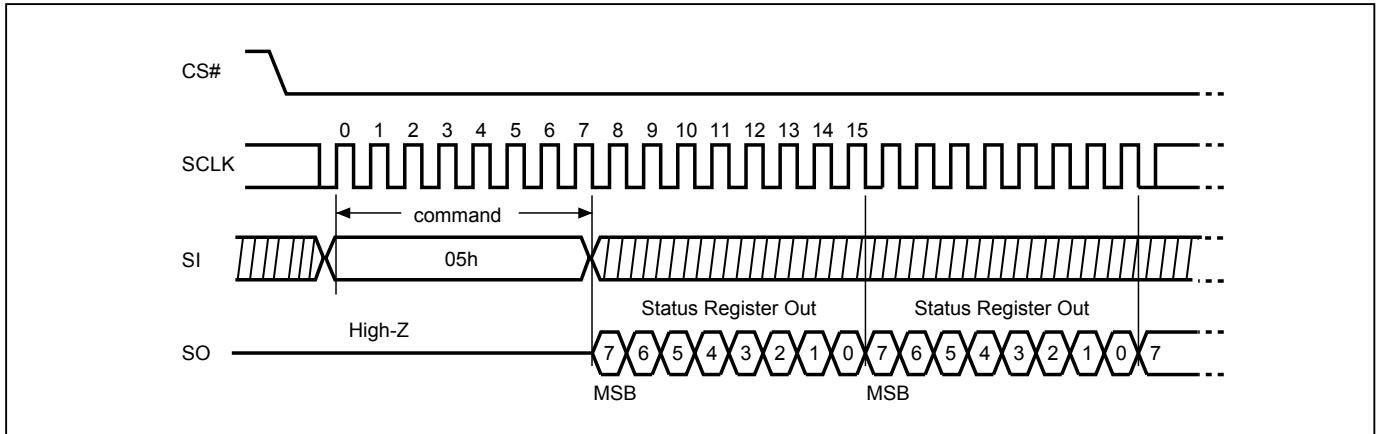 CS#
0 1 2 3 4 5 6 7 8 9 10 11 12 13 14 15
SCLK
command
SI
05h
Status Register Out Status Register Out
High-Z
SO
7 6 5 4 3 2 1 0 7 6 5 4 3 2 1 0 7
MSB MSB